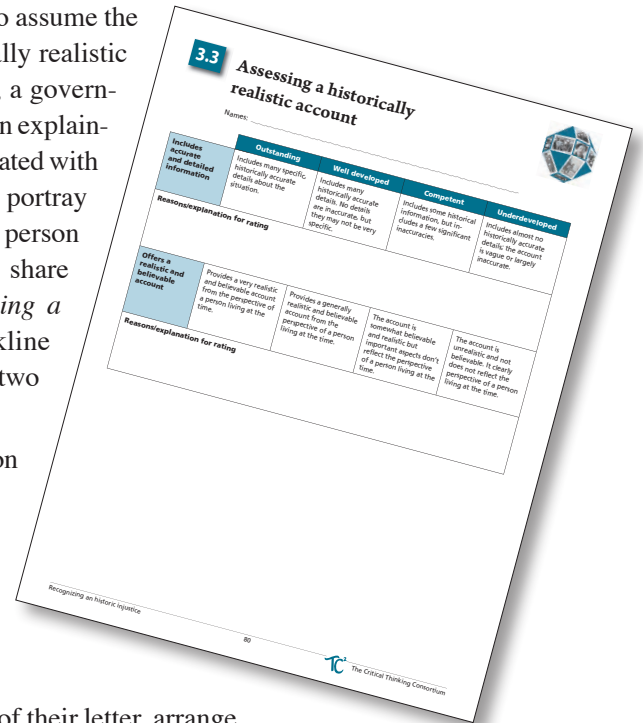 o assume the
ally realistic
, a govern-
n explain-
ated with
portray
person
share
ing a
kline
two
on
3.3
Assessing a historically
realistic account
Names:
Outstanding
Well developed
Competent
Underdeveloped
Includes
accurate
and detailed
information
Includes many specific,
historically accurate
details about the
situation.
Includes many
historically accurate
details. No details
are inaccurate, but
they may not be very
specific.
Includes some historical
information, but in-
cludes a few significant
inaccuracies.
Includes almost no
historically accurate
details; the account
is vague or largely
inaccurate.
Reasons/explanation for rating
Offers a
realistic and
believable
account
Provides a very realistic
and believable account
from the perspective of
a person living at the
time.
Provides a generally
realistic and believable
account from the
perspective of a person
living at the time.
The account is
somewhat believable
and realistic but
important aspects don't
reflect the perspective
of a person living at the
time.
The account is
unrealistic and not
believable. It clearly
does not reflect the
perspective of a person
living at the time.
Reasons/explanation for rating
Recognizing an historic injustice
80
TC² The Critical Thinking Consortium
of their letter, arrange